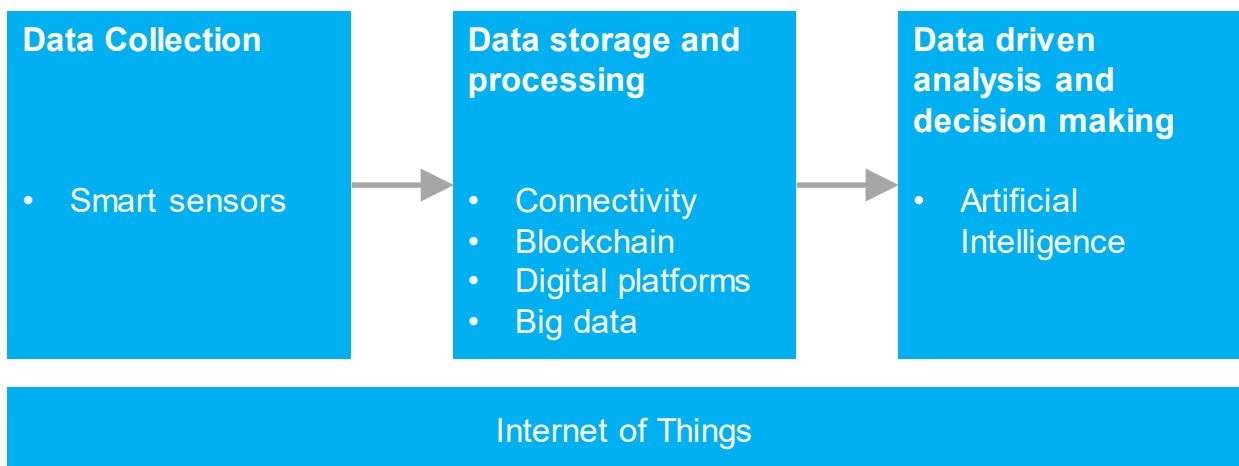 Data Collection
• Smart sensors
Data storage and
processing
• Connectivity
• Blockchain
• Digital platforms
• Big data
Data driven
analysis and
decision making
• Artificial
Intelligence
Internet of Things